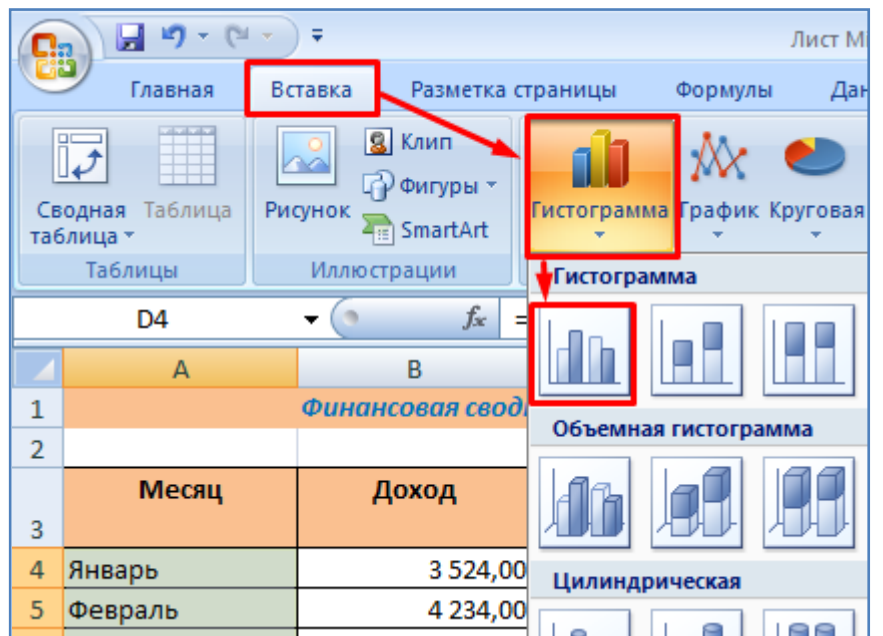 Лист M
Главная Вставка Разметка страницы Формулы Дан
Сводная таблица
Таблица
Рисунок
Клип
Фигуры
SmartArt
Гистограмма
График
Круговая
Таблицы
Иллюстрации
Гистограмма
D4
fx =
A B
1 Финансовая свод
Объемная гистограмма
2
3 Месяц Доход
4 Январь 3 524,00
Цилиндрическая
5 Февраль 4 234,00